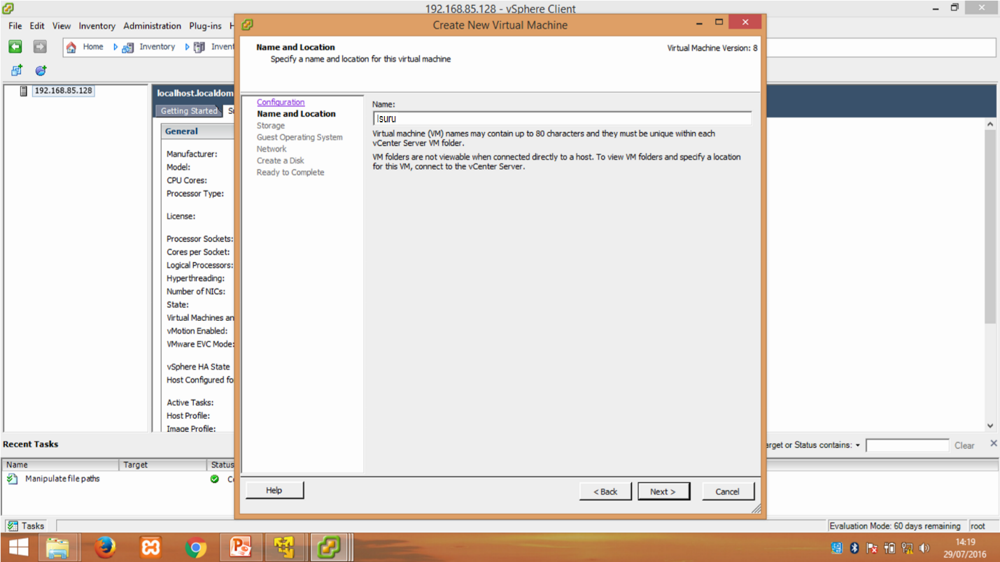 192.168.85.128 - vSphere Client
File Edit View Inventory Administration Plug-ins H
Create New Virtual Machine
Home Inventory Invent
Name and Location
Specify a name and location for this virtual machine
Virtual Machine Version: 8
192.168.85.128
localhost.localdom
Getting Started Su
General
Manufacturer:
Model:
CPU Cores:
Processor Type:
License:
Processor Sockets:
Cores per Socket:
Logical Processors:
Hyperthreading:
Number of NICs:
State:
Virtual Machines an
vMotion Enabled:
VMware EVC Mode:
vSphere HA State
Host Configured fo
Active Tasks:
Host Profile:
Image Profile:
Configuration
Name and Location
Storage
Guest Operating System
Network
Create a Disk
Ready to Complete
Name:
Isuru
Virtual machine (VM) names may contain up to 80 characters and they must be unique within each
vCenter Server VM folder.
VM folders are not viewable when connected directly to a host. To view VM folders and specify a location
for this VM, connect to the vCenter Server.
Help < Back Next > Cancel
Recent Tasks
arget or Status contains: Clear
Name Target Status
Manipulate file paths Co
Tasks
Evaluation Mode: 60 days remaining root
14:19
29/07/2016